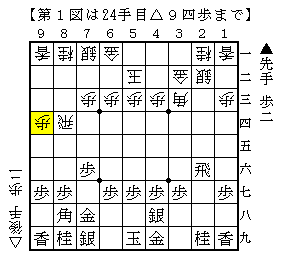 【第１図は24手目△９四歩まで】
９ ８ ７ ６ ５ ４ ３ ２ １
香 桂 銀 金 桂 香 一
王 金 銀 二
歩 歩 歩 歩 角 歩 歩 三
歩 飛 四
五
歩 飛 六
歩 歩 歩 歩 歩 歩 歩 七
角 金 銀 八
香 桂 銀 王 金 桂 香 九
▲先手 歩二
△後手 歩二